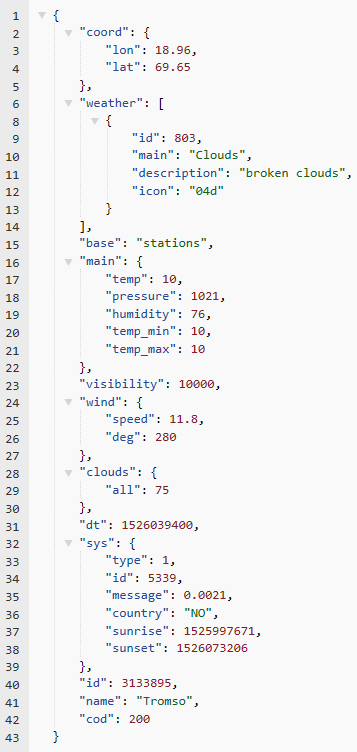 1 {
2 "coord": {
3 "lon": 18.96,
4 "lat": 69.65
5 },
6 "weather": [
8 {
9 "id": 803,
10 "main": "Clouds",
11 "description": "broken clouds",
12 "icon": "04d"
13 }
14 ],
15 "base": "stations",
16 "main": {
17 "temp": 10,
18 "pressure": 1021,
19 "humidity": 76,
20 "temp_min": 10,
21 "temp_max": 10
22 },
23 "visibility": 10000,
24 "wind": {
25 "speed": 11.8,
26 "deg": 280
27 },
28 "clouds": {
29 "all": 75
30 },
31 "dt": 1526039400,
32 "sys": {
33 "type": 1,
34 "id": 5339,
35 "message": 0.0021,
36 "country": "NO",
37 "sunrise": 1525997671,
38 "sunset": 1526073206
39 },
40 "id": 3133895,
41 "name": "Tromso",
42 "cod": 200
43 }